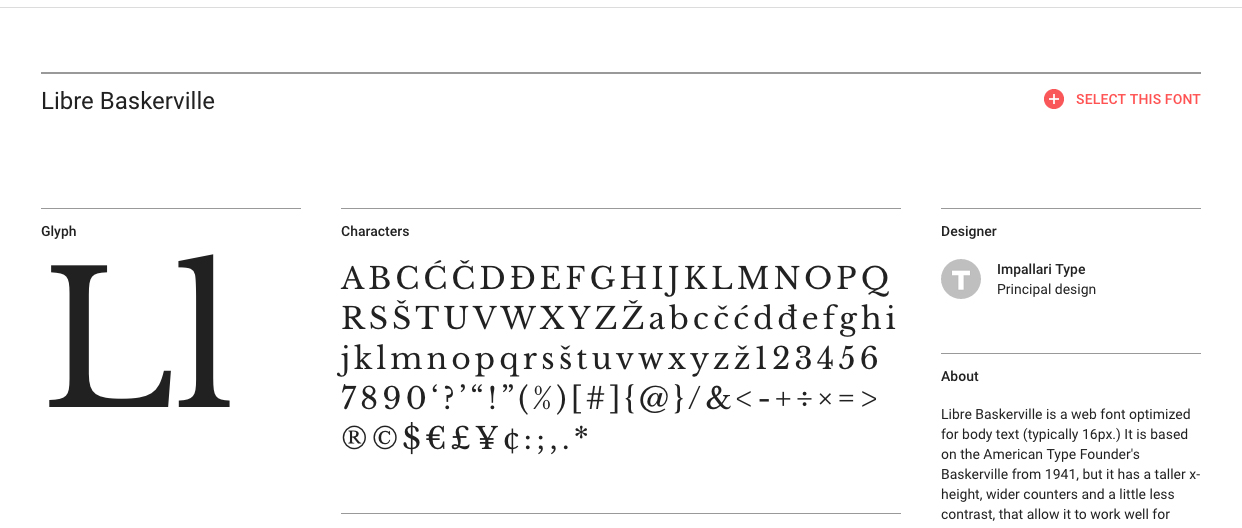 Libre Baskerville
SELECT THIS FONT
Glyph
Ll
Characters
ABCĆČDĐEFGHIJKLMNOPQ
RSŠTUVWXYZŽabcčćdđefghi
jklmnopqrsštuvwxyzž123456
7890‘?’“!”(%)[#]{@}/&<-+÷×=>
®©$€£¥¢:;,.*
Designer
T
Impallari Type
Principal design
About
Libre Baskerville is a web font optimized
for body text (typically 16px.) It is based
on the American Type Founder's
Baskerville from 1941, but it has a taller x-
height, wider counters and a little less
contrast, that allow it to work well for